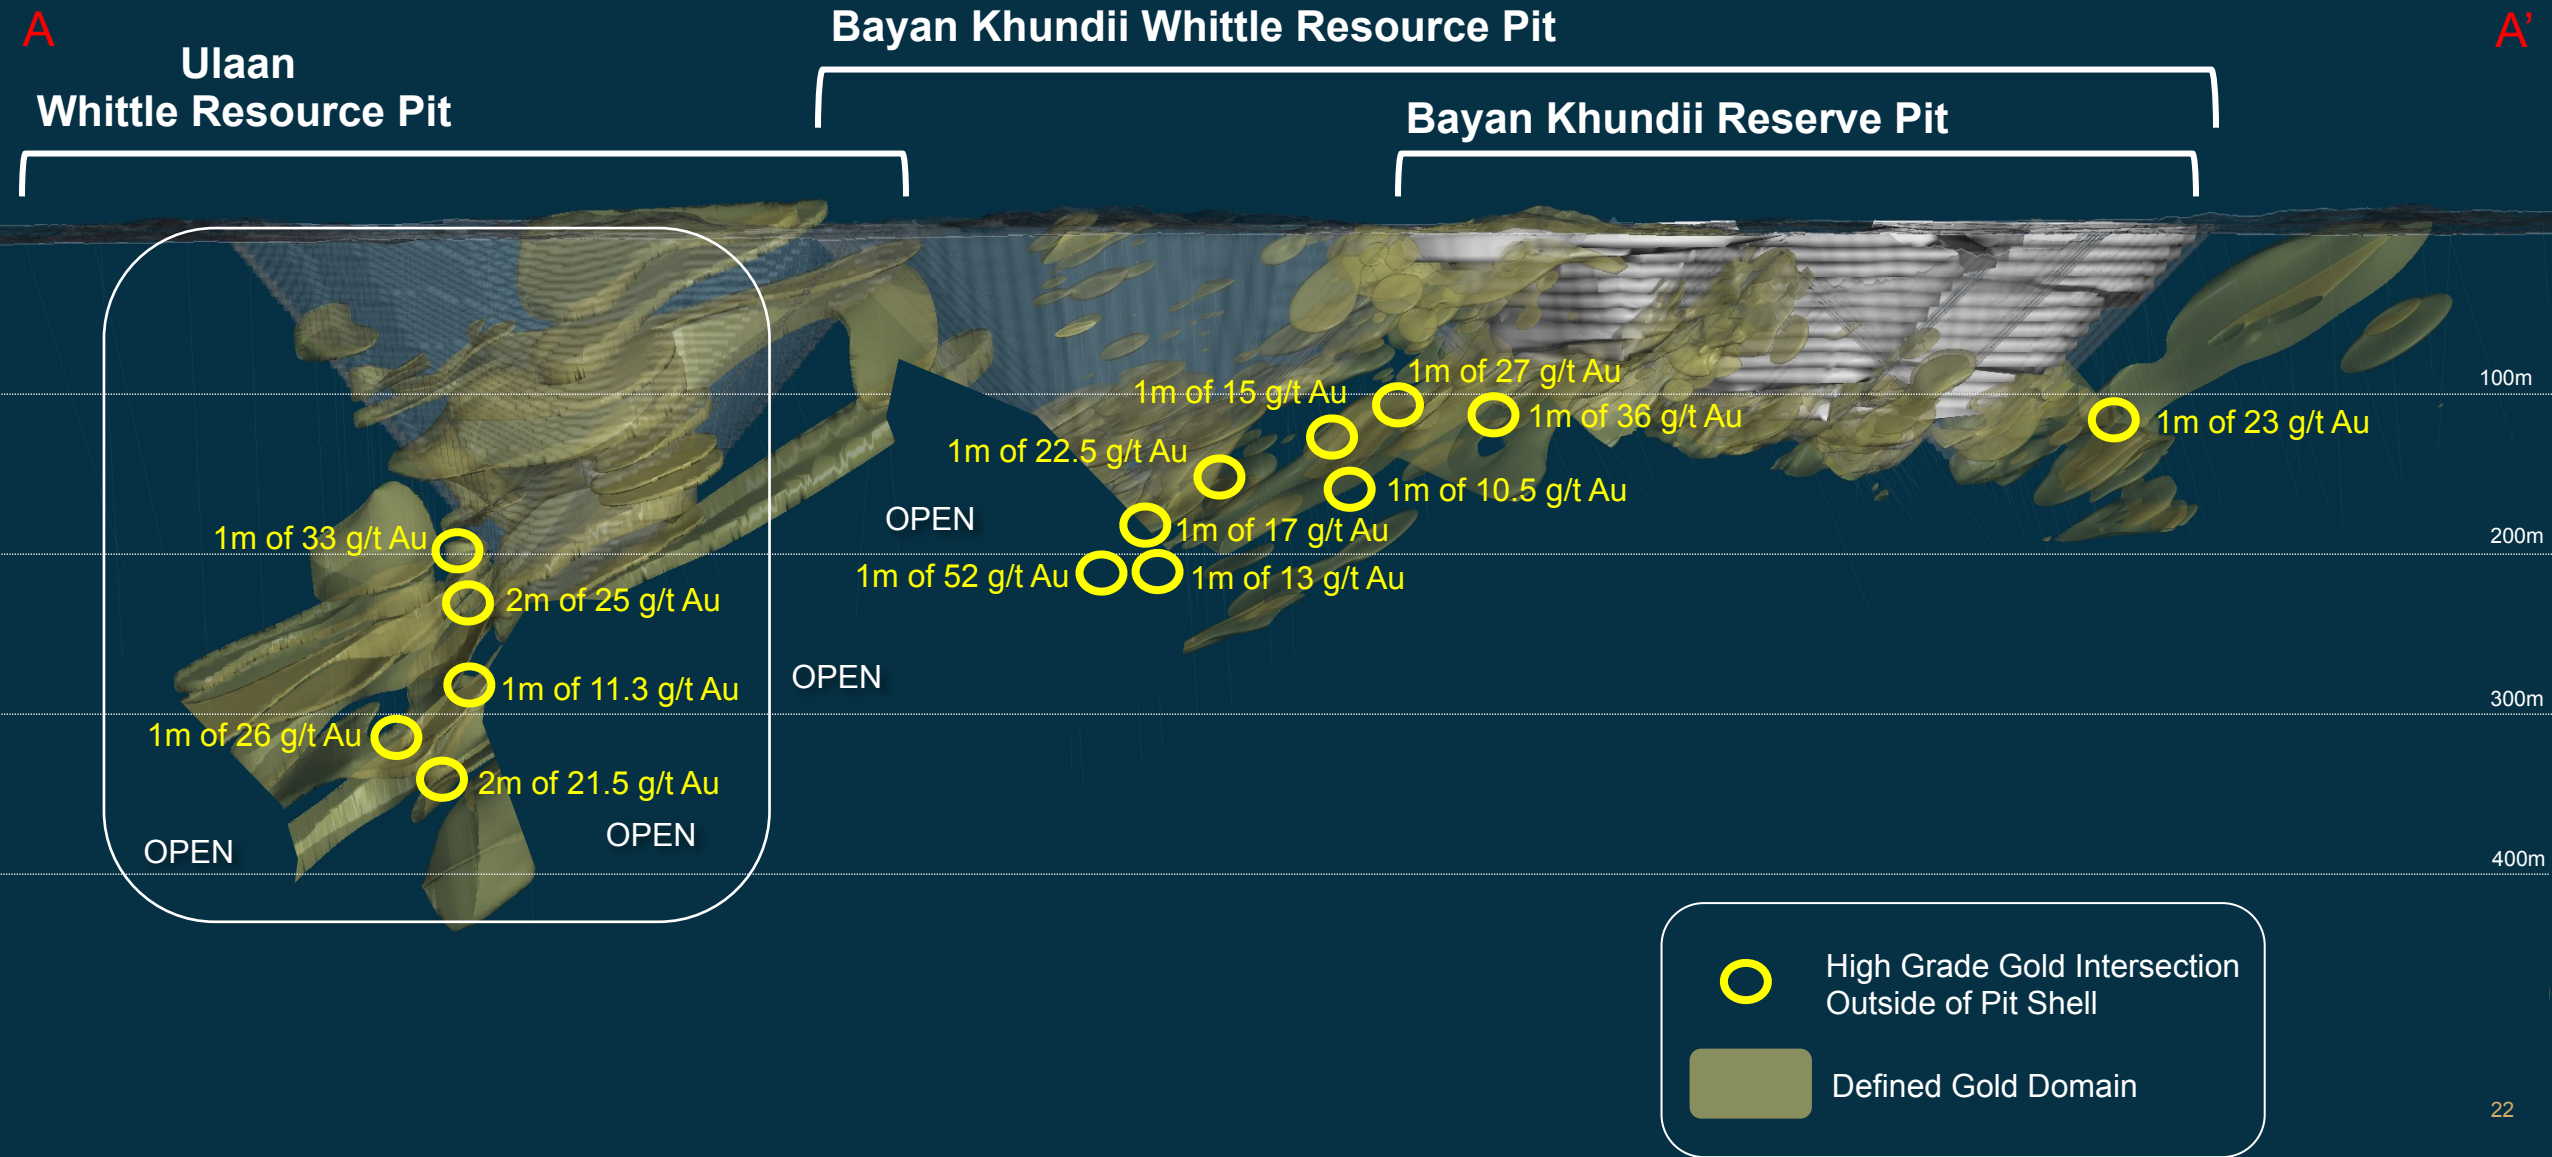 A
Bayan Khundii Whittle Resource Pit
A’
Ulaan
Whittle Resource Pit
Bayan Khundii Reserve Pit
100m
1m of 27 g/t Au
1m of 15 g/t Au
1m of 36 g/t Au
1m of 23 g/t Au
1m of 22.5 g/t Au
1m of 10.5 g/t Au
OPEN
1m of 17 g/t Au
200m
1m of 33 g/t Au
1m of 52 g/t Au
1m of 13 g/t Au
2m of 25 g/t Au
OPEN
1m of 11.3 g/t Au
300m
1m of 26 g/t Au
2m of 21.5 g/t Au
OPEN
OPEN
400m
High Grade Gold Intersection
Outside of Pit Shell
Defined Gold Domain
22